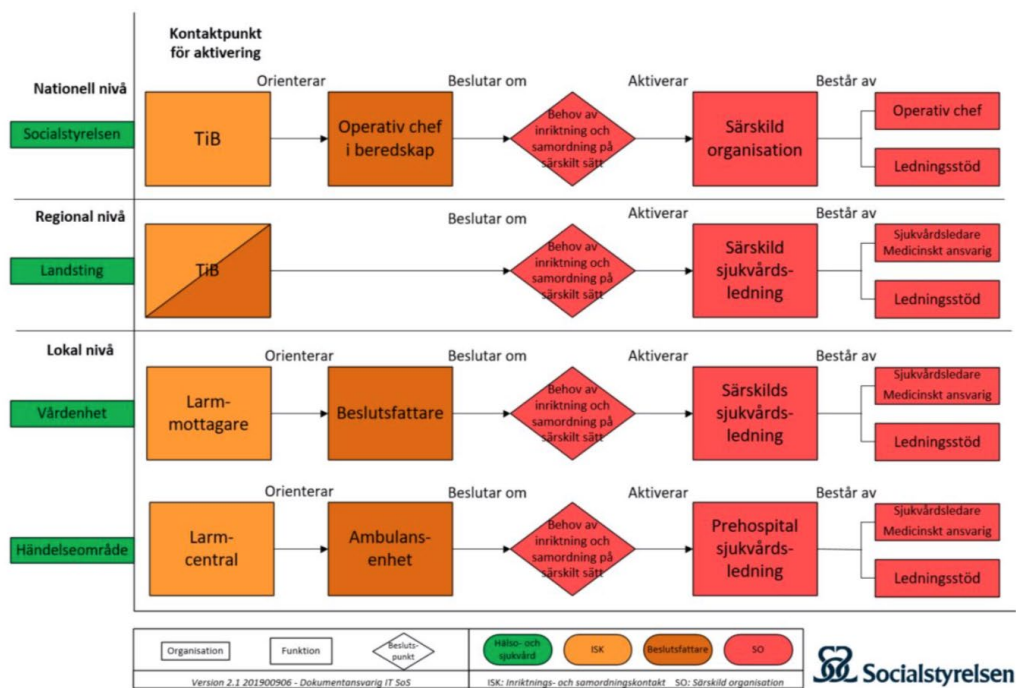 Kontaktpunkt
för aktivering
Nationell nivå
Orienterar
Beslutar om
Aktiverar
Består av
Socialstyrelsen
TiB
Operativ chef
i beredskap
Behov av
inriktning och
samordning på
särskilt sätt
Särskild
organisation
Operativ chef
Ledningsstöd
Regional nivå
Beslutar om
Aktiverar
Består av
Landsting
TiB
Behov av
inriktning och
samordning på
särskilt sätt
Särskild
sjukvårds-
ledning
Sjukvårdsledare
Medicinskt ansvarig
Ledningsstöd
Lokal nivå
Orienterar
Beslutar om
Aktiverar
Består av
Vårdenhet
Larm-
mottagare
Beslutsfattare
Behov av
inriktning och
samordning på
särskilt sätt
Särskilds
sjukvårds-
ledning
Sjukvårdsledare
Medicinskt ansvarig
Ledningsstöd
Orienterar
Beslutar om
Aktiverar
Består av
Händelseområde
Larm-
central
Ambulans-
enhet
Behov av
inriktning och
samordning på
särskilt sätt
Prehospital
sjukvårds-
ledning
Sjukvårdsledare
Medicinskt ansvarig
Ledningsstöd
Organisation
Funktion
Besluts-
punkt
Hälso- och
sjukvård
ISK
Beslutsfattare
SO
Version 2.1 201900906 - Dokumentansvarig IT SoS
ISK: Inriktnings- och samordningskontakt SO: Särskild organisation
Socialstyrelsen